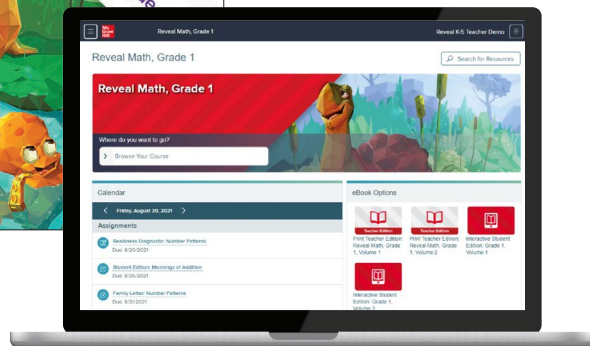 Mc
Graw
Hill
Reveal Math, Grade 1
Reveal K-5 Teacher Demo
Reveal Math, Grade 1
Search for Resources
Reveal Math, Grade 1
Where do you want to go?
Browse Your Course
Calendar
Friday, August 20, 2021
Assignments
Readiness Diagnostic: Number Patterns
Due: 8/20/2021
Student Edition: Meanings of Addition
Due: 8/26/2021
Family Letter: Number Patterns
Due: 8/31/2021
eBook Options
Teacher Edition
Print Teacher Edition:
Reveal Math, Grade
1, Volume 1
Teacher Edition
Print Teacher Edition:
Reveal Math, Grade
1, Volume 2
Interactive Student
Edition: Grade 1,
Volume 1
Interactive Student
Edition: Grade 1,
Volume 2